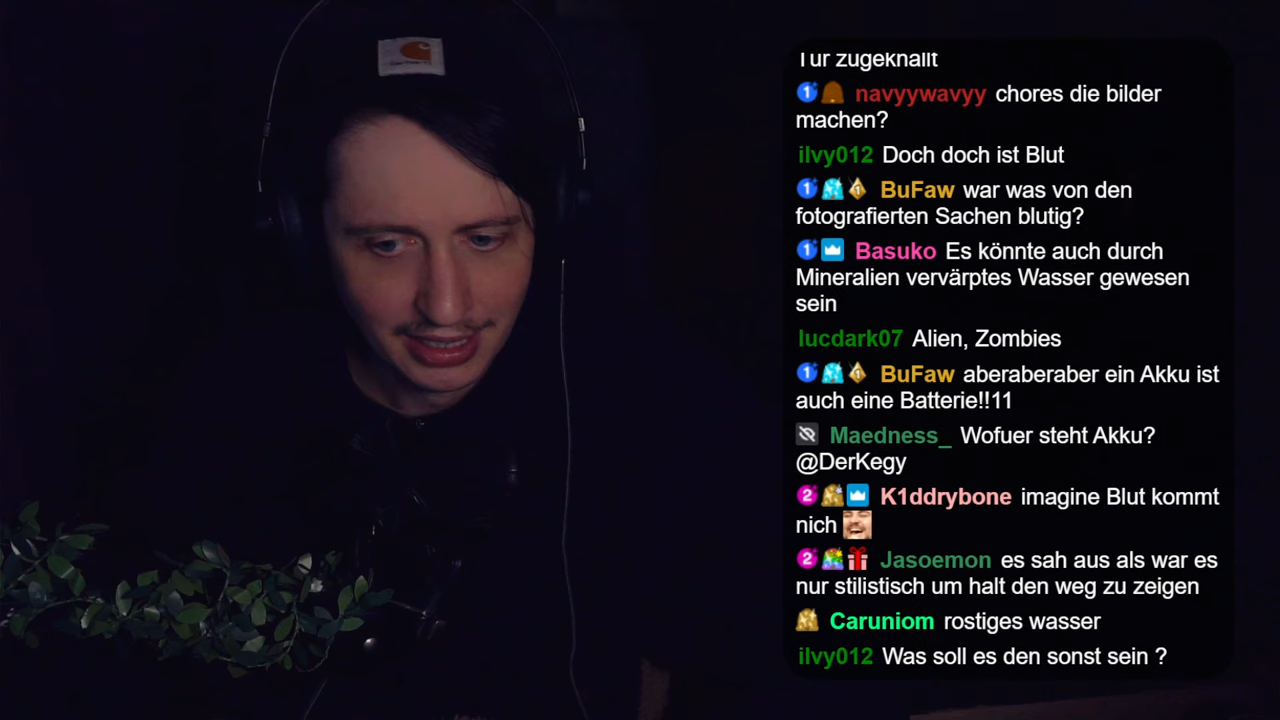 Tür zugeknallt
navyywavyy chores die bilder
machen?
ilvy012 Doch doch ist Blut
BuFaw war was von den
fotografierten Sachen blutig?
Basuko Es könnte auch durch
Mineralien vervärptes Wasser gewesen
sein
lucdark07 Alien, Zombies
BuFaw aberaberaber ein Akku ist
auch eine Batterie!!11
Maedness_ Wofuer steht Akku?
@DerKegy
K1ddrybone imagine Blut kommt
nich
Jasoemon es sah aus als war es
nur stilistisch um halt den weg zu zeigen
Caruniom rostiges wasser
ilvy012 Was soll es den sonst sein ?